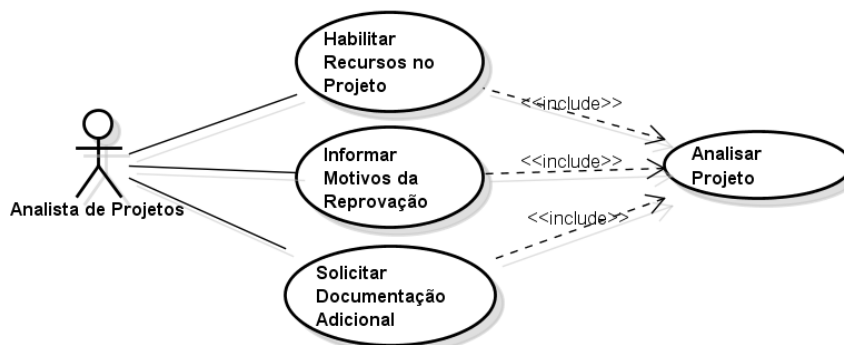 Habilitar
Recursos no
Projeto
<<include>>
Analista de Projetos
Informar
Motivos da
Reprovação
<<include>>
Analisar
Projeto
<<include>>
Solicitar
Documentação
Adicional